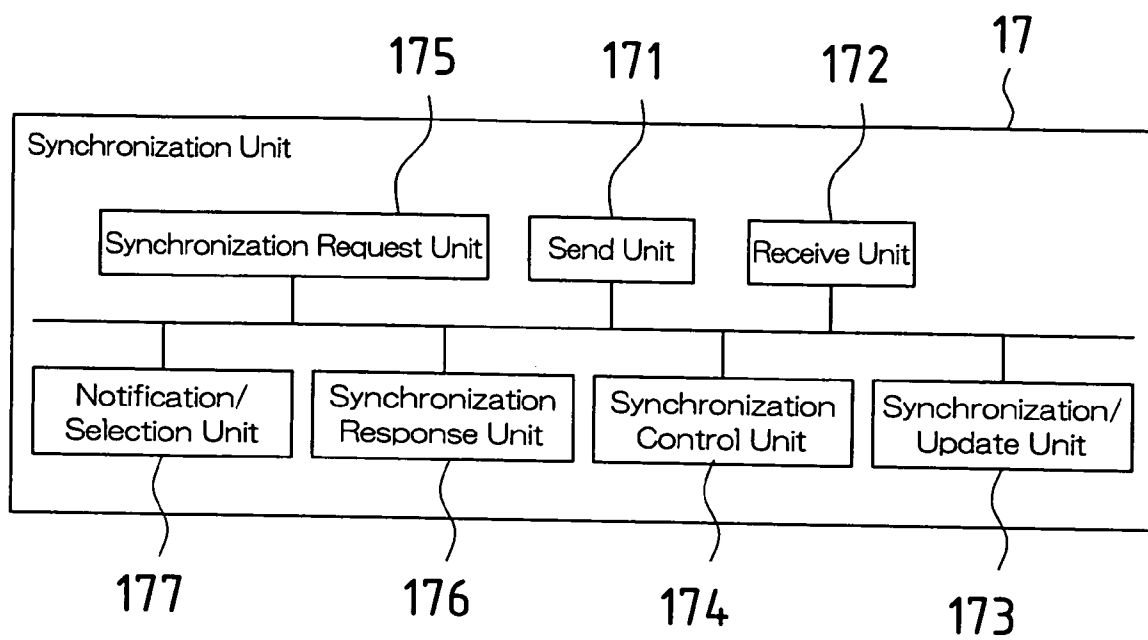 175
171
172
17
Synchronization Unit
Synchronization Request Unit
Send Unit
Receive Unit
Notification/
Selection Unit
Synchronization
Response Unit
Synchronization
Control Unit
Synchronization/
Update Unit
177
176
174
173